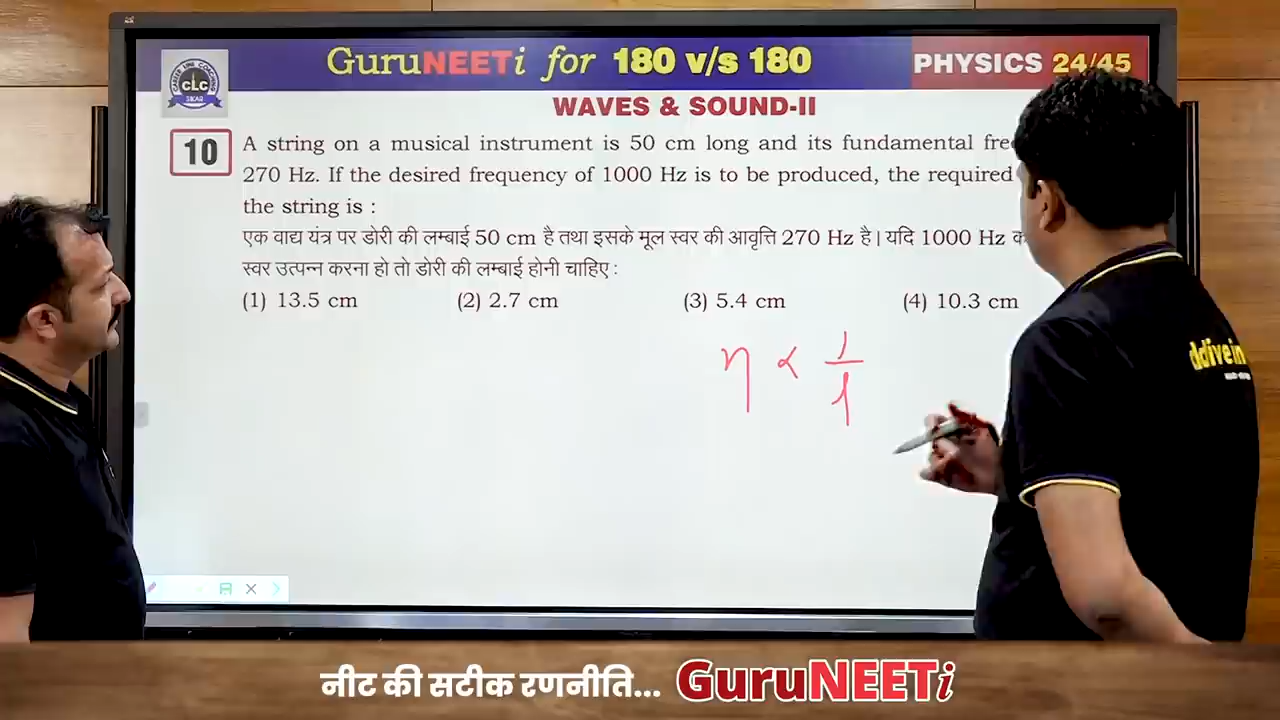 GuruNEETi for 180 v/s 180
PHYSICS 24/45
CAREER LINE COACHING
CLC
SIKAR
WAVES & SOUND-II
10
A string on a musical instrument is 50 cm long and its fundamental
270 Hz. If the desired frequency of 1000 Hz is to be produced, the required
the string is :
एक वाद्य यंत्र पर डोरी की लम्बाई 50 cm है तथा इसके मूल स्वर की आवृत्ति 270 Hz है। यदि 1000 Hz
स्वर उत्पन्न करना हो तो डोरी की लम्बाई होनी चाहिए :
(1) 13.5 cm (2) 2.7 cm (3) 5.4 cm (4) 10.3 cm
η ∝ 1/l
नीट की सटीक रणनीति... GuruNEETi